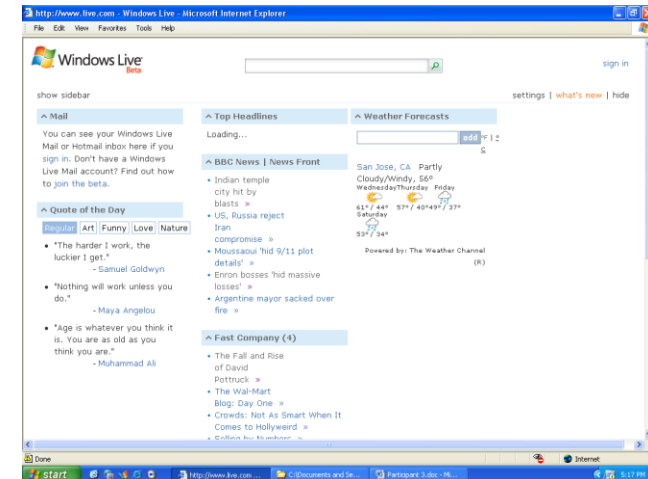 http://www.live.com - Windows Live - Microsoft Internet Explorer
File Edit View Favorites Tools Help
Windows Live
Beta
sign in
show sidebar
settings | what's new | hide
Mail
You can see your Windows Live
Mail or Hotmail inbox here if you
sign in. Don't have a Windows
Live Mail account? Find out how
to join the beta.
Quote of the Day
Regular Art Funny Love Nature
• "The harder I work, the
luckier I get."
- Samuel Goldwyn
• "Nothing will work unless you
do."
- Maya Angelou
• "Age is whatever you think it
is. You are as old as you
think you are."
- Muhammad Ali
Top Headlines
Loading...
BBC News | News Front
• Indian temple
city hit by
blasts »
• US, Russia reject
Iran
compromise »
• Moussaoui 'hid 9/11 plot
details' »
• Enron bosses 'hid massive
losses' »
• Argentine mayor sacked over
fire »
Fast Company (4)
• The Fall and Rise
of David
Pottruck »
• The Wal-Mart
Blog: Day One »
• Crowds: Not As Smart When It
Comes to Hollyweird »
• Selling by Numbers »
Weather Forecasts
add °F | °
C
San Jose, CA Partly
Cloudy/Windy, 56°
Wednesday Thursday Friday
61°/ 44° 57°/ 40° 49°/ 37°
Saturday
53°/ 34°
Powered by: The Weather Channel
(R)
Done
Internet
start
http://www.live.com ...
C:\Documents and Se...
Participant 3.doc - Mi...
5:17 PM